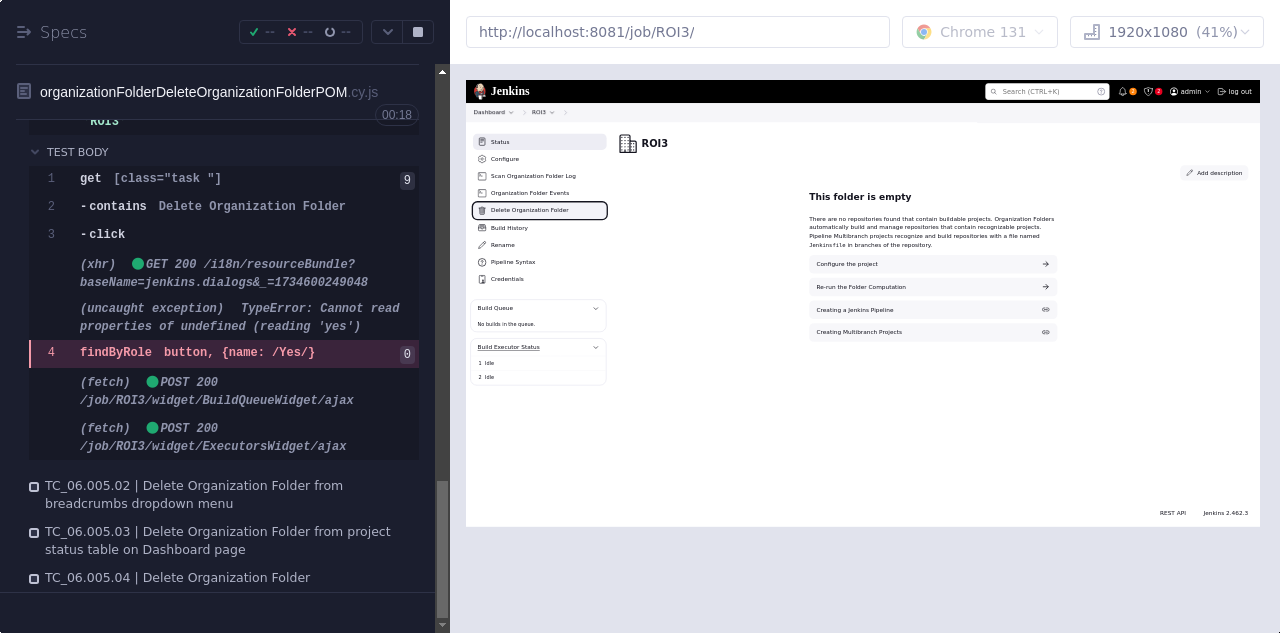 Specs
-- -- --
organizationFolderDeleteOrganizationFolderPOM.cy.js
00:18
ROI3
TEST BODY
1 get [class="task "] 9
2 -contains Delete Organization Folder
3 -click
(xhr) GET 200 /i18n/resourceBundle?
baseName=jenkins.dialogs&_=1734600249048
(uncaught exception) TypeError: Cannot read
properties of undefined (reading 'yes')
4 findByRole button, {name: /Yes/} 0
(fetch) POST 200
/job/ROI3/widget/BuildQueueWidget/ajax
(fetch) POST 200
/job/ROI3/widget/ExecutorsWidget/ajax
TC_06.005.02 | Delete Organization Folder from
breadcrumbs dropdown menu
TC_06.005.03 | Delete Organization Folder from project
status table on Dashboard page
TC_06.005.04 | Delete Organization Folder
http://localhost:8081/job/ROI3/
Chrome 131
1920x1080 (41%)
Jenkins
Search (CTRL+K)
admin
log out
Dashboard
ROI3
Status
Configure
Scan Organization Folder Log
Organization Folder Events
Delete Organization Folder
Build History
Rename
Pipeline Syntax
Credentials
Build Queue
No builds in the queue.
Build Executor Status
1 Idle
2 Idle
ROI3
Add description
This folder is empty
There are no repositories found that contain buildable projects. Organization Folders
automatically build and manage repositories that contain recognizable projects.
Pipeline Multibranch projects recognize and build repositories with a file named
Jenkinsfile in branches of the repository.
Configure the project
Re-run the Folder Computation
Creating a Jenkins Pipeline
Creating Multibranch Projects
REST API
Jenkins 2.462.3